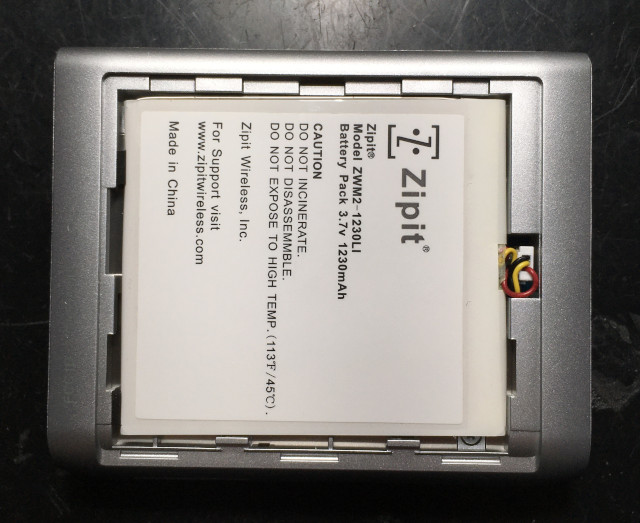 Zipit®
Zipit®
Model ZWM2-1230LI
Battery Pack 3.7v 1230mAh
CAUTION
DO NOT INCINERATE.
DO NOT DISASSEMMBLE.
DO NOT EXPOSE TO HIGH TEMP.(113℉/45℃).
Zipit Wireless, Inc.
For Support visit
www.zipitwireless.com
Made in China